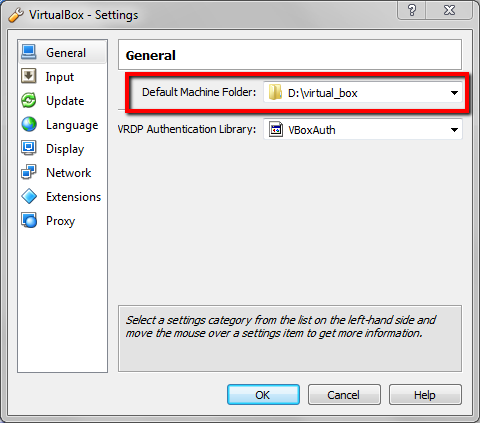 VirtualBox - Settings
General
Input
Update
Language
Display
Network
Extensions
Proxy
General
Default Machine Folder: D:\virtual_box
VRDP Authentication Library: VBoxAuth
Select a settings category from the list on the left-hand side and
move the mouse over a settings item to get more information.
OK Cancel Help